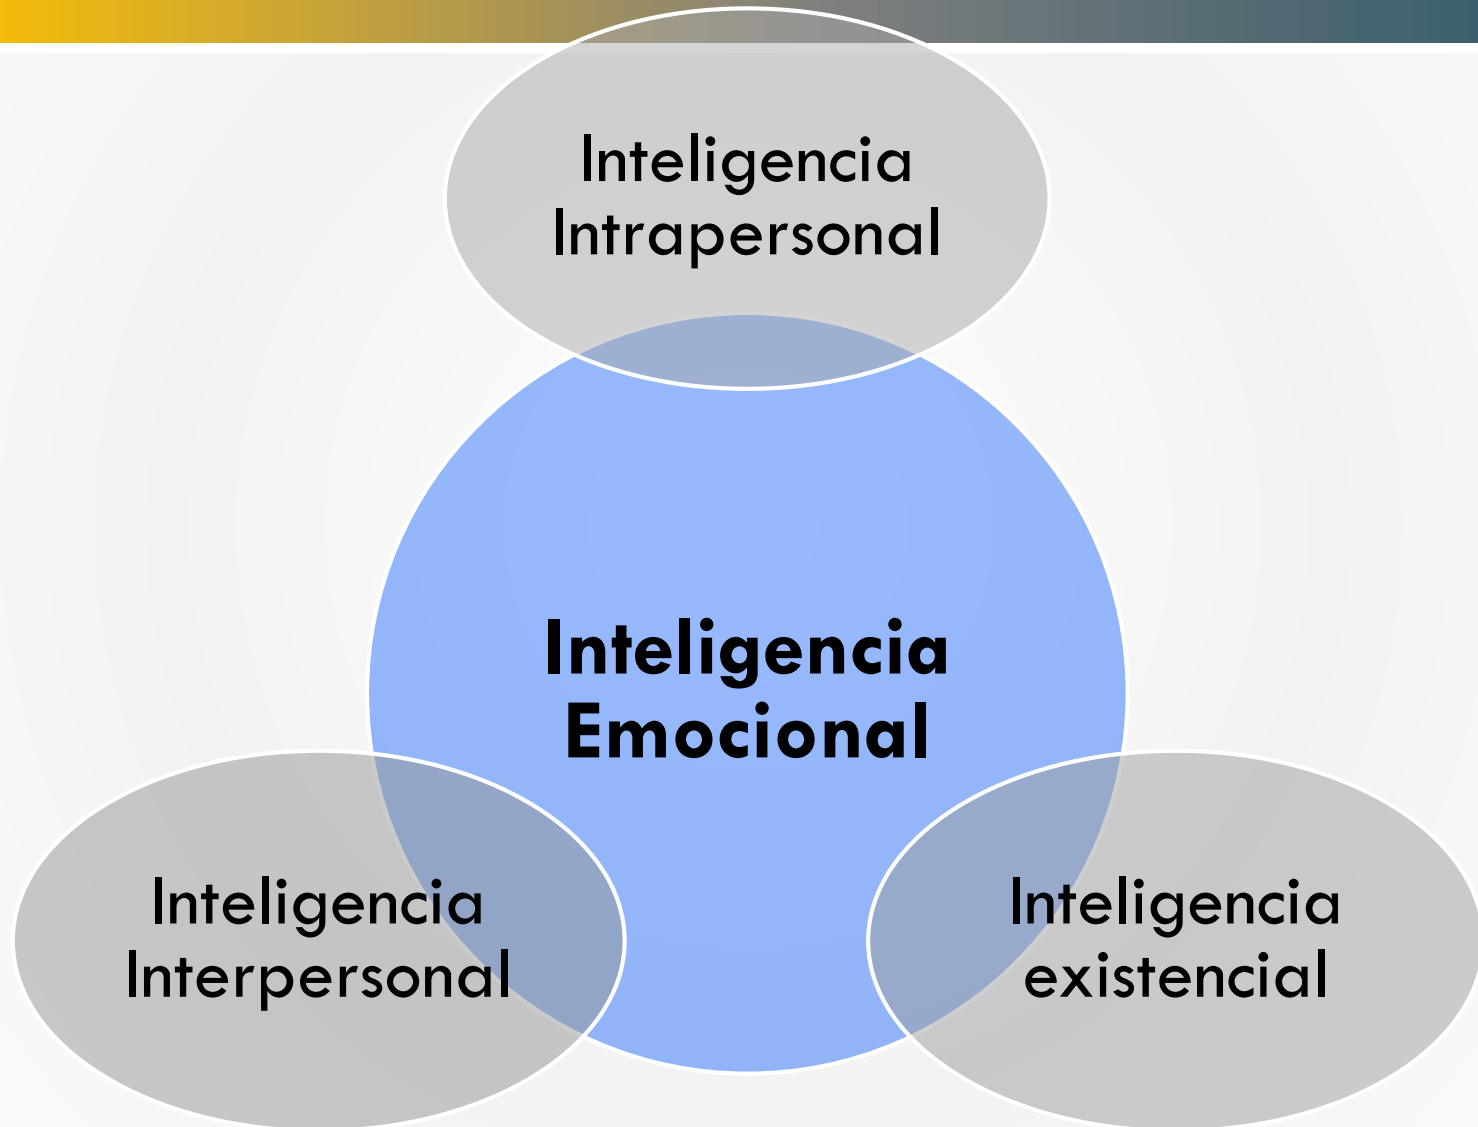 Inteligencia
Intrapersonal
Inteligencia
Emocional
Inteligencia
Interpersonal
Inteligencia
existencial